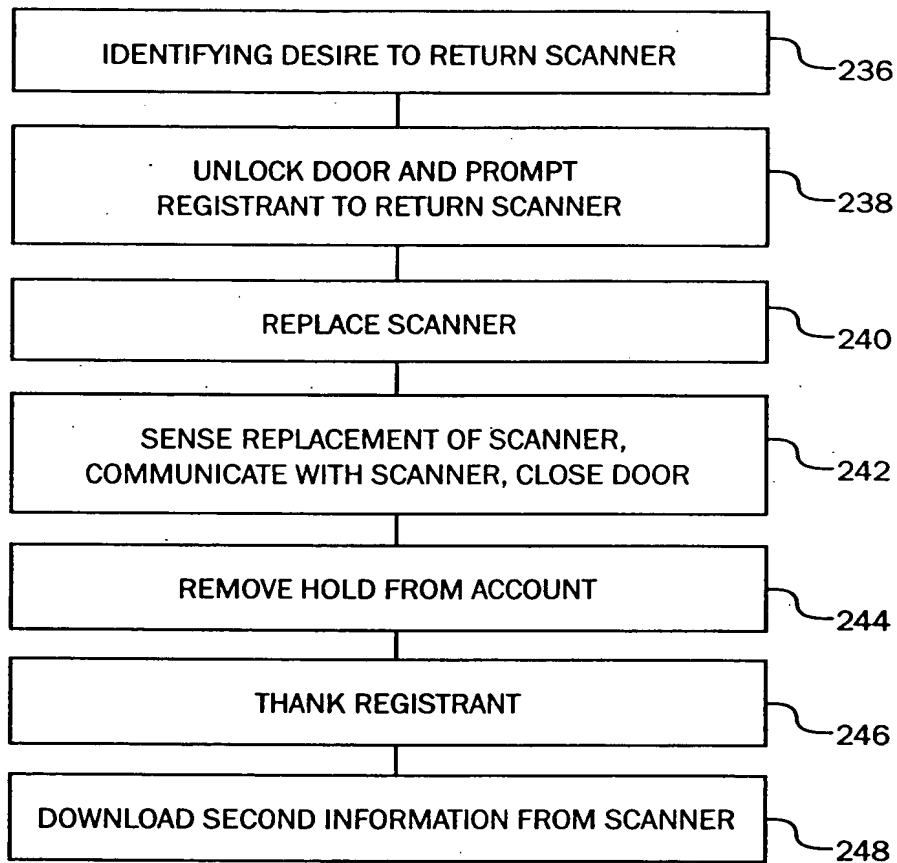 IDENTIFYING DESIRE TO RETURN SCANNER
236
UNLOCK DOOR AND PROMPT
REGISTRANT TO RETURN SCANNER
238
REPLACE SCANNER
240
SENSE REPLACEMENT OF SCANNER,
COMMUNICATE WITH SCANNER, CLOSE DOOR
242
REMOVE HOLD FROM ACCOUNT
244
THANK REGISTRANT
246
DOWNLOAD SECOND INFORMATION FROM SCANNER
248